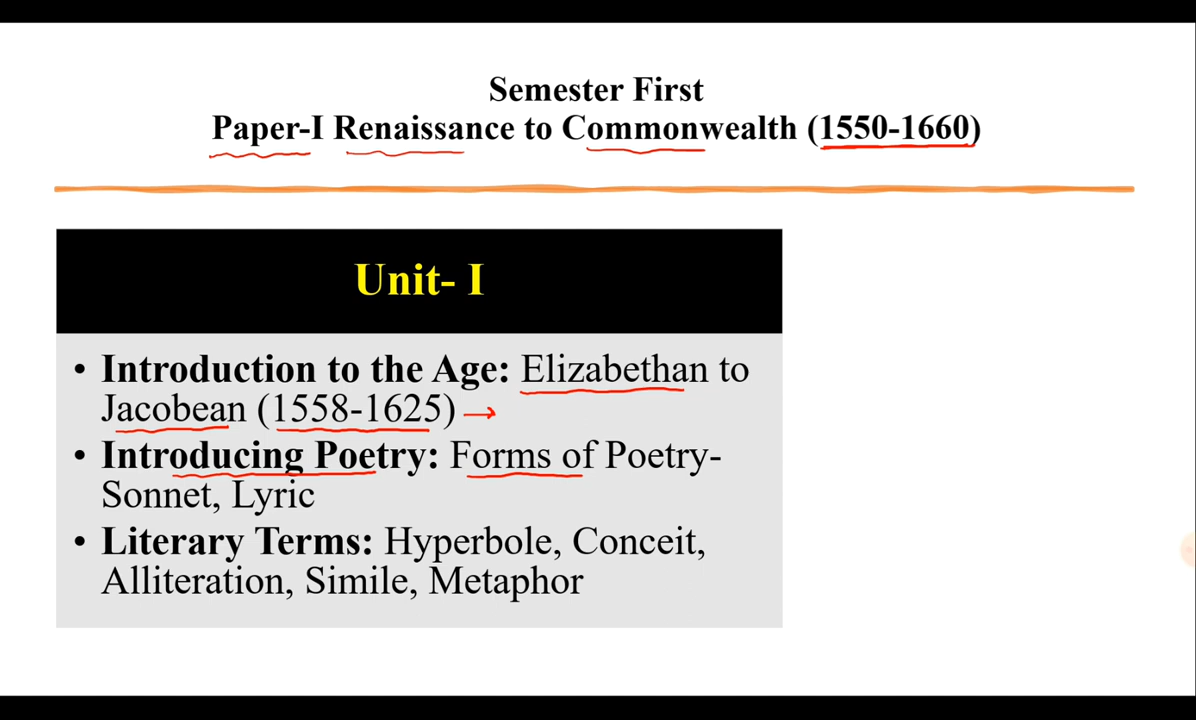 Semester First
Paper-I Renaissance to Commonwealth (1550-1660)
Unit- I
• Introduction to the Age: Elizabethan to
Jacobean (1558-1625)
• Introducing Poetry: Forms of Poetry-
Sonnet, Lyric
• Literary Terms: Hyperbole, Conceit,
Alliteration, Simile, Metaphor